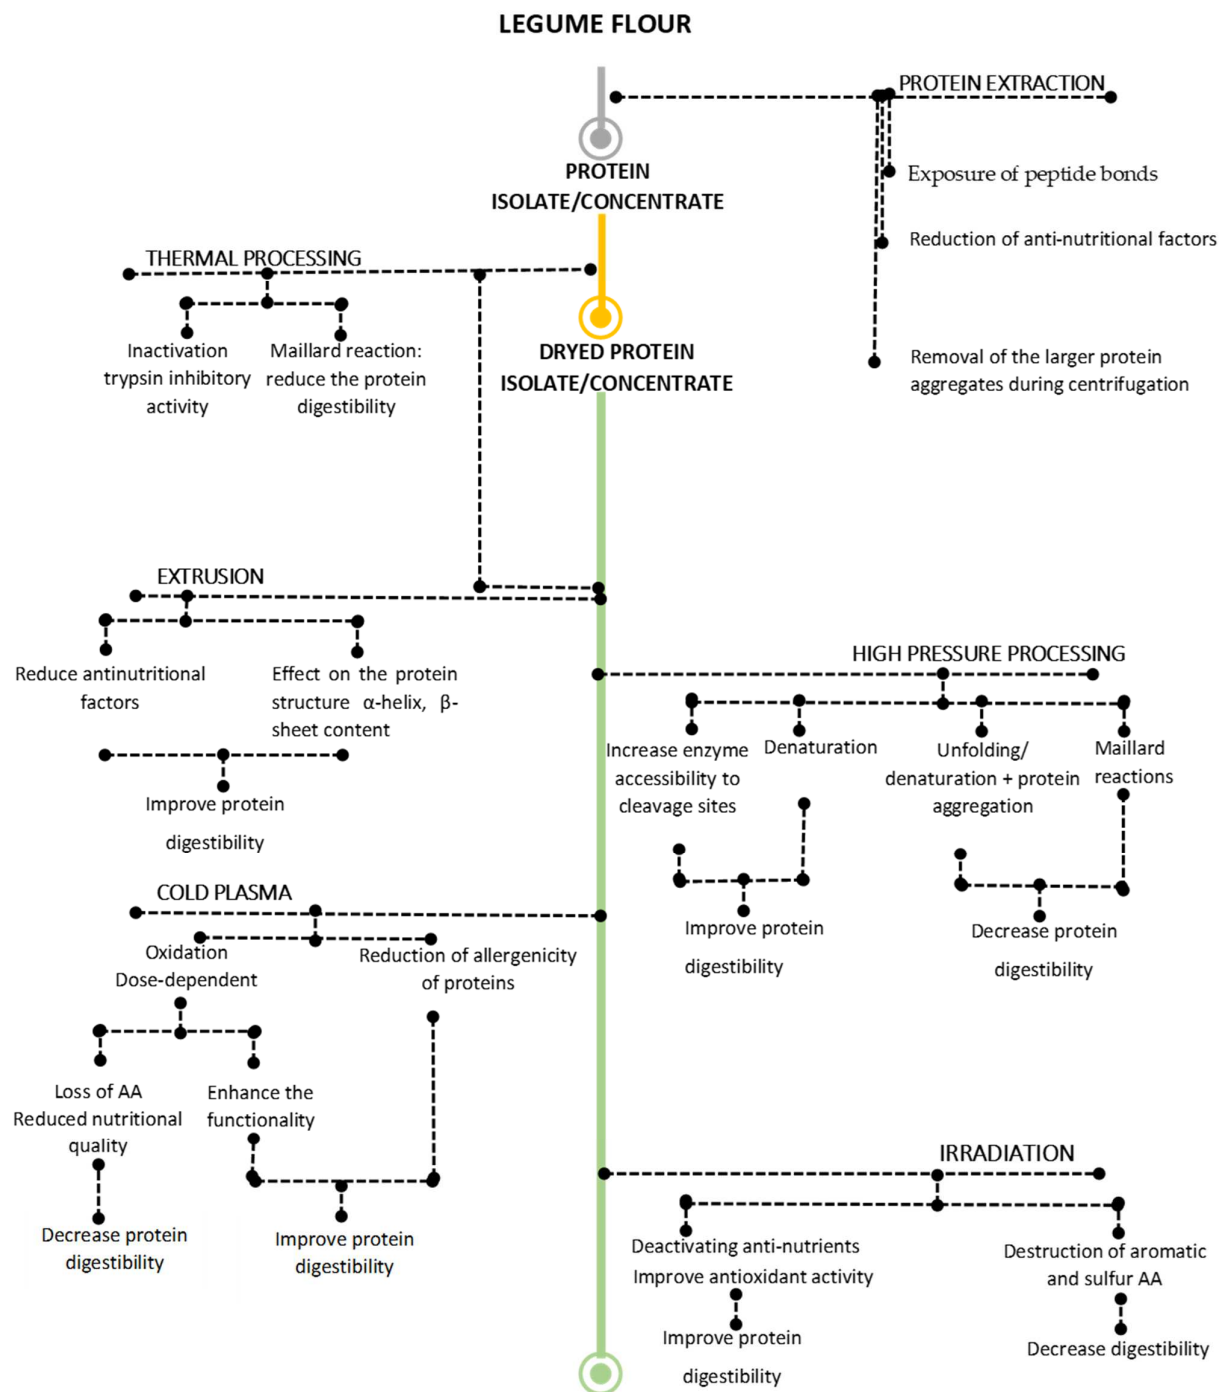 LEGUME FLOUR
PROTEIN EXTRACTION
Exposure of peptide bonds
Reduction of anti-nutritional factors
Removal of the larger protein
aggregates during centrifugation
PROTEIN
ISOLATE/CONCENTRATE
THERMAL PROCESSING
Inactivation
trypsin inhibitory
activity
Maillard reaction:
reduce the protein
digestibility
DRYED PROTEIN
ISOLATE/CONCENTRATE
EXTRUSION
Reduce antinutritional
factors
Effect on the protein
structure α-helix, β-
sheet content
Improve protein
digestibility
HIGH PRESSURE PROCESSING
Increase enzyme
accessibility to
cleavage sites
Denaturation
Unfolding/
denaturation + protein
aggregation
Maillard
reactions
Improve protein
digestibility
Decrease protein
digestibility
COLD PLASMA
Oxidation
Dose-dependent
Reduction of allergenicity
of proteins
Loss of AA
Reduced nutritional
quality
Enhance the
functionality
Decrease protein
digestibility
Improve protein
digestibility
IRRADIATION
Deactivating anti-nutrients
Improve antioxidant activity
Destruction of aromatic
and sulfur AA
Improve protein
digestibility
Decrease digestibility